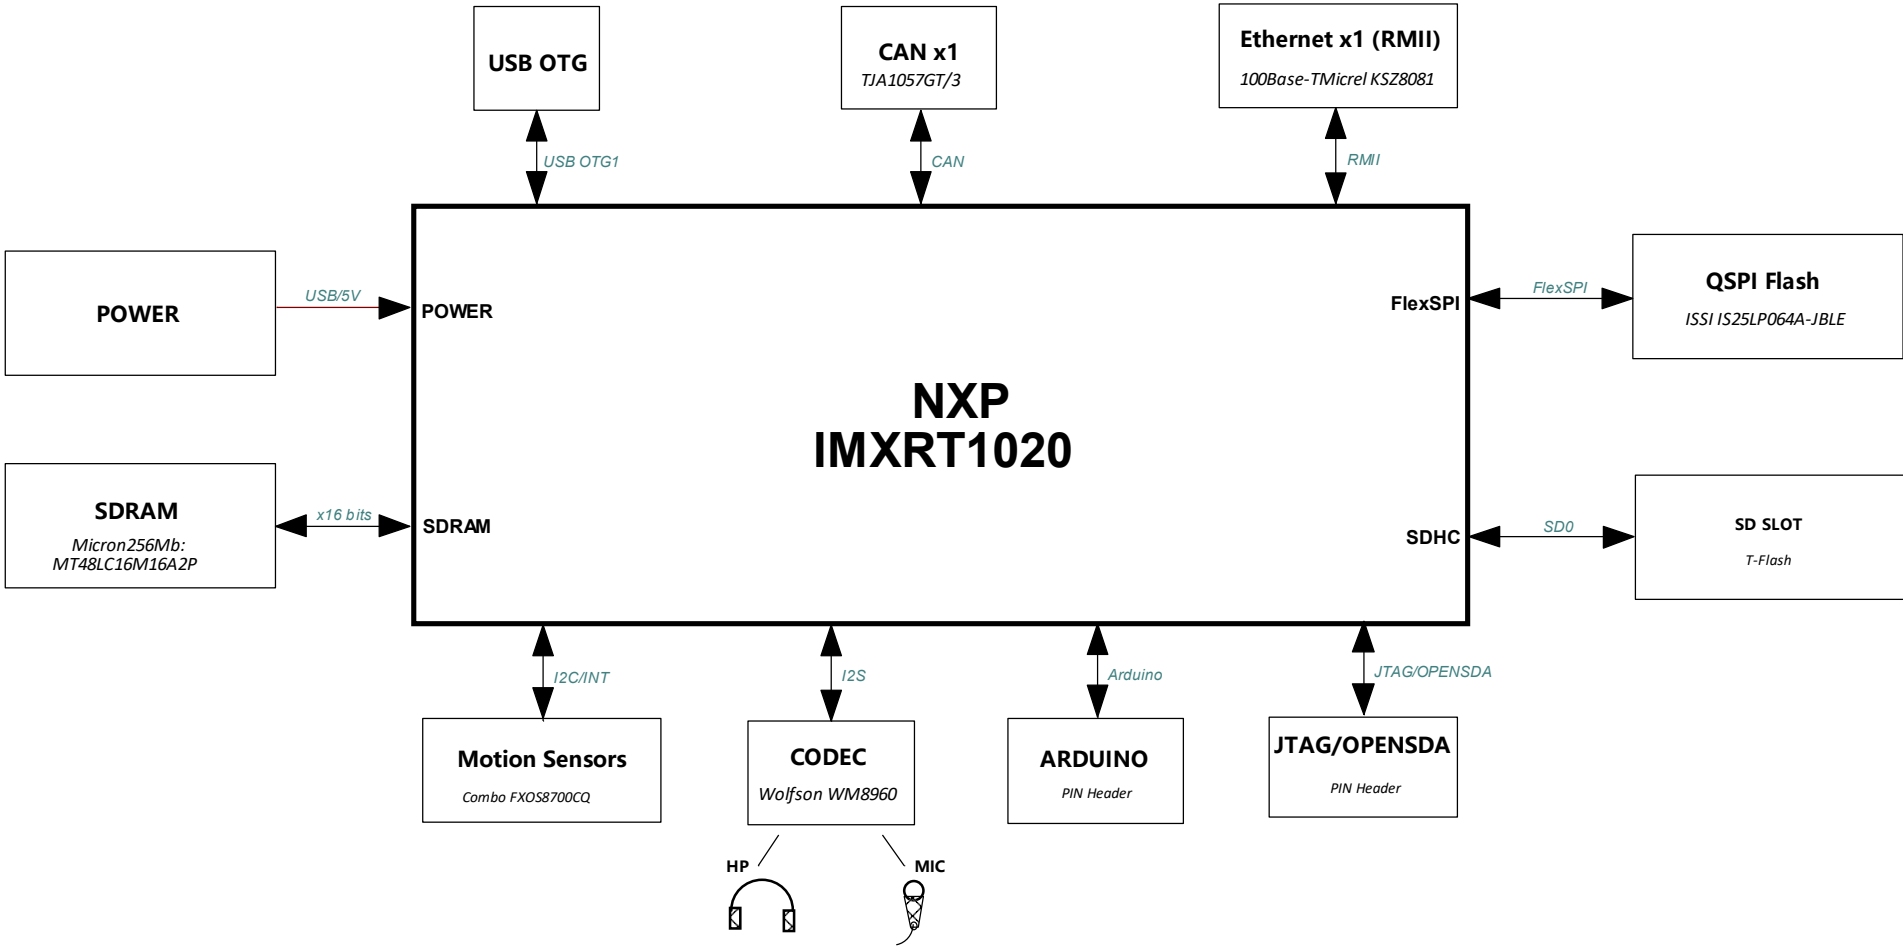 USB OTG
CAN x1
TJA1057GT/3
Ethernet x1 (RMII)
100Base-TMicrel KSZ8081
USB OTG1
CAN
RMII
POWER
USB/5V
POWER
FlexSPI
FlexSPI
QSPI Flash
ISSI IS25LP064A-JBLE
NXP
IMXRT1020
SDRAM
Micron256Mb:
MT48LC16M16A2P
x16 bits
SDRAM
SDHC
SD0
SD SLOT
T-Flash
I2C/INT
I2S
Arduino
JTAG/OPENSDA
Motion Sensors
Combo FXOS8700CQ
CODEC
Wolfson WM8960
ARDUINO
PIN Header
JTAG/OPENSDA
PIN Header
HP
MIC